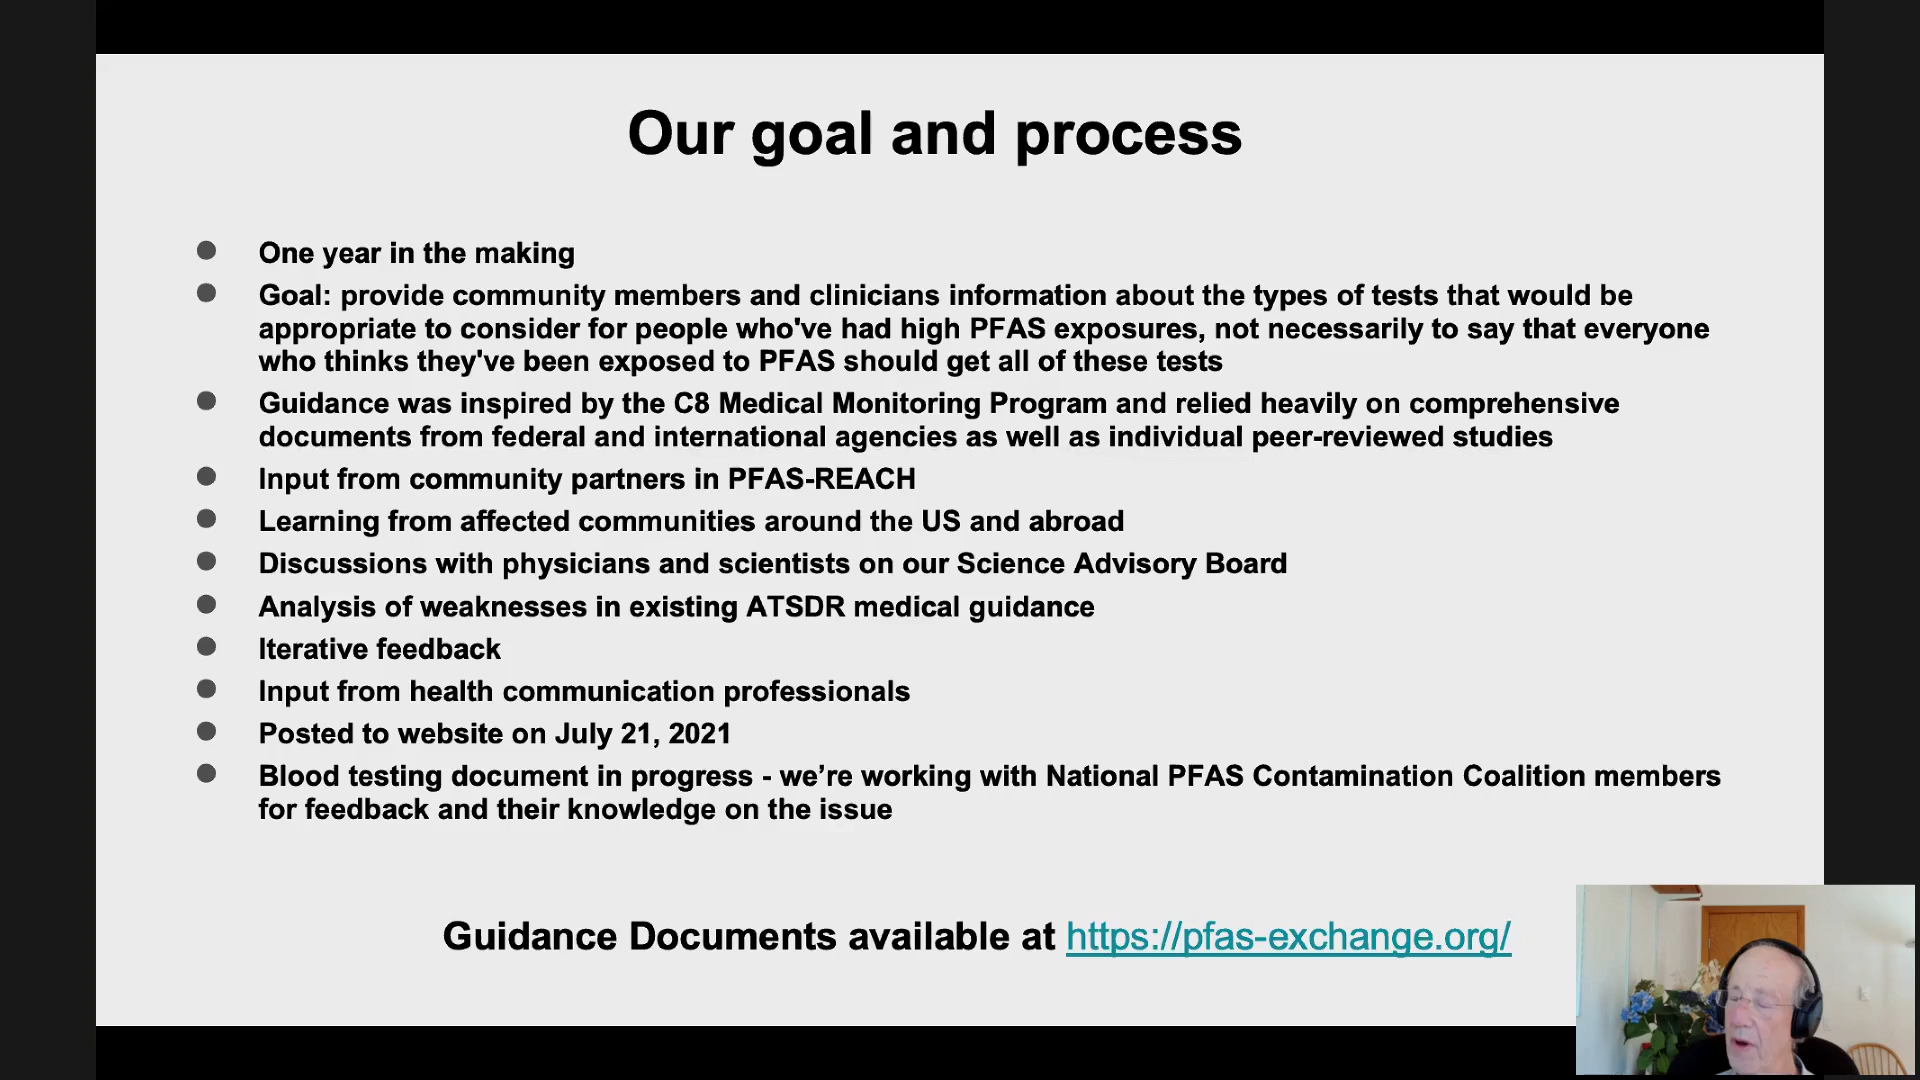 Our goal and process
One year in the making
Goal: provide community members and clinicians information about the types of tests that would be
appropriate to consider for people who've had high PFAS exposures, not necessarily to say that everyone
who thinks they've been exposed to PFAS should get all of these tests
Guidance was inspired by the C8 Medical Monitoring Program and relied heavily on comprehensive
documents from federal and international agencies as well as individual peer-reviewed studies
Input from community partners in PFAS-REACH
Learning from affected communities around the US and abroad
Discussions with physicians and scientists on our Science Advisory Board
Analysis of weaknesses in existing ATSDR medical guidance
Iterative feedback
Input from health communication professionals
Posted to website on July 21, 2021
Blood testing document in progress - we’re working with National PFAS Contamination Coalition members
for feedback and their knowledge on the issue
Guidance Documents available at https://pfas-exchange.org/